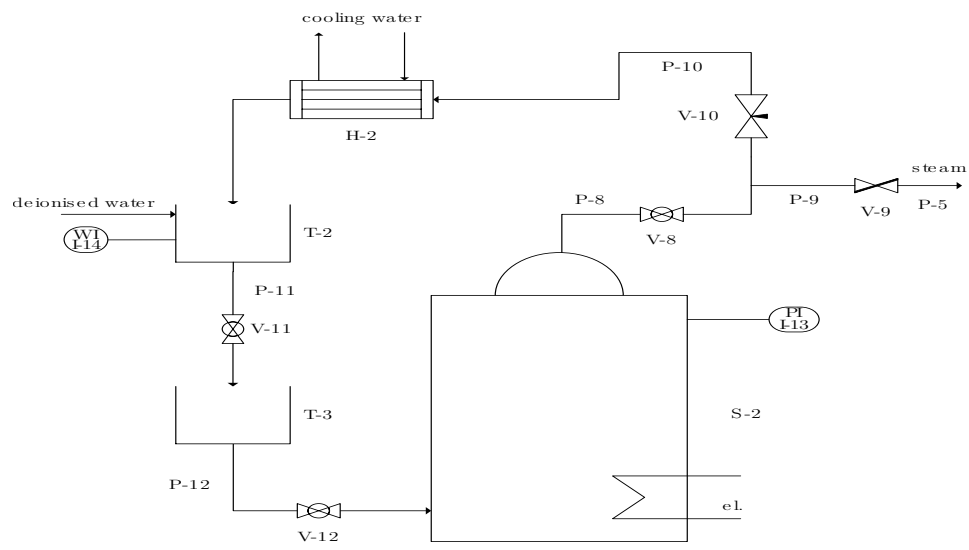 cooling water
P-10
V-10
H-2
steam
deionised water
P-8
P-9
V-9
P-5
WI
I-14
T-2
V-8
P-11
PI
I-13
V-11
T-3
S-2
P-12
el.
V-12